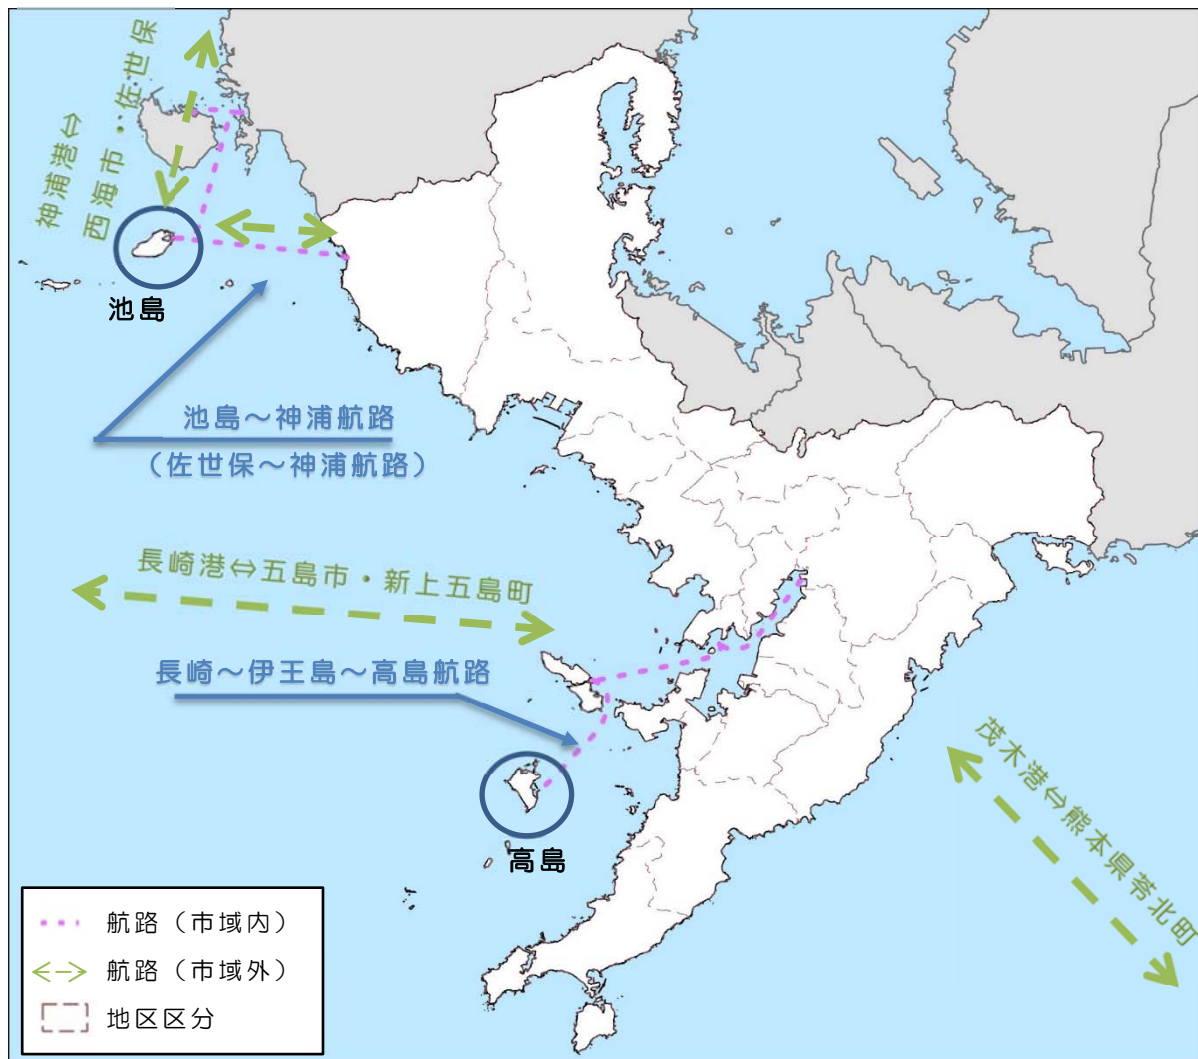 神浦港⇔
西海市・佐世保
池島
池島～神浦航路
（佐世保～神浦航路）
長崎港⇔五島市・新上五島町
長崎～伊王島～高島航路
高島
茂木港⇔熊本県苓北町
航路（市域内）
航路（市域外）
地区区分